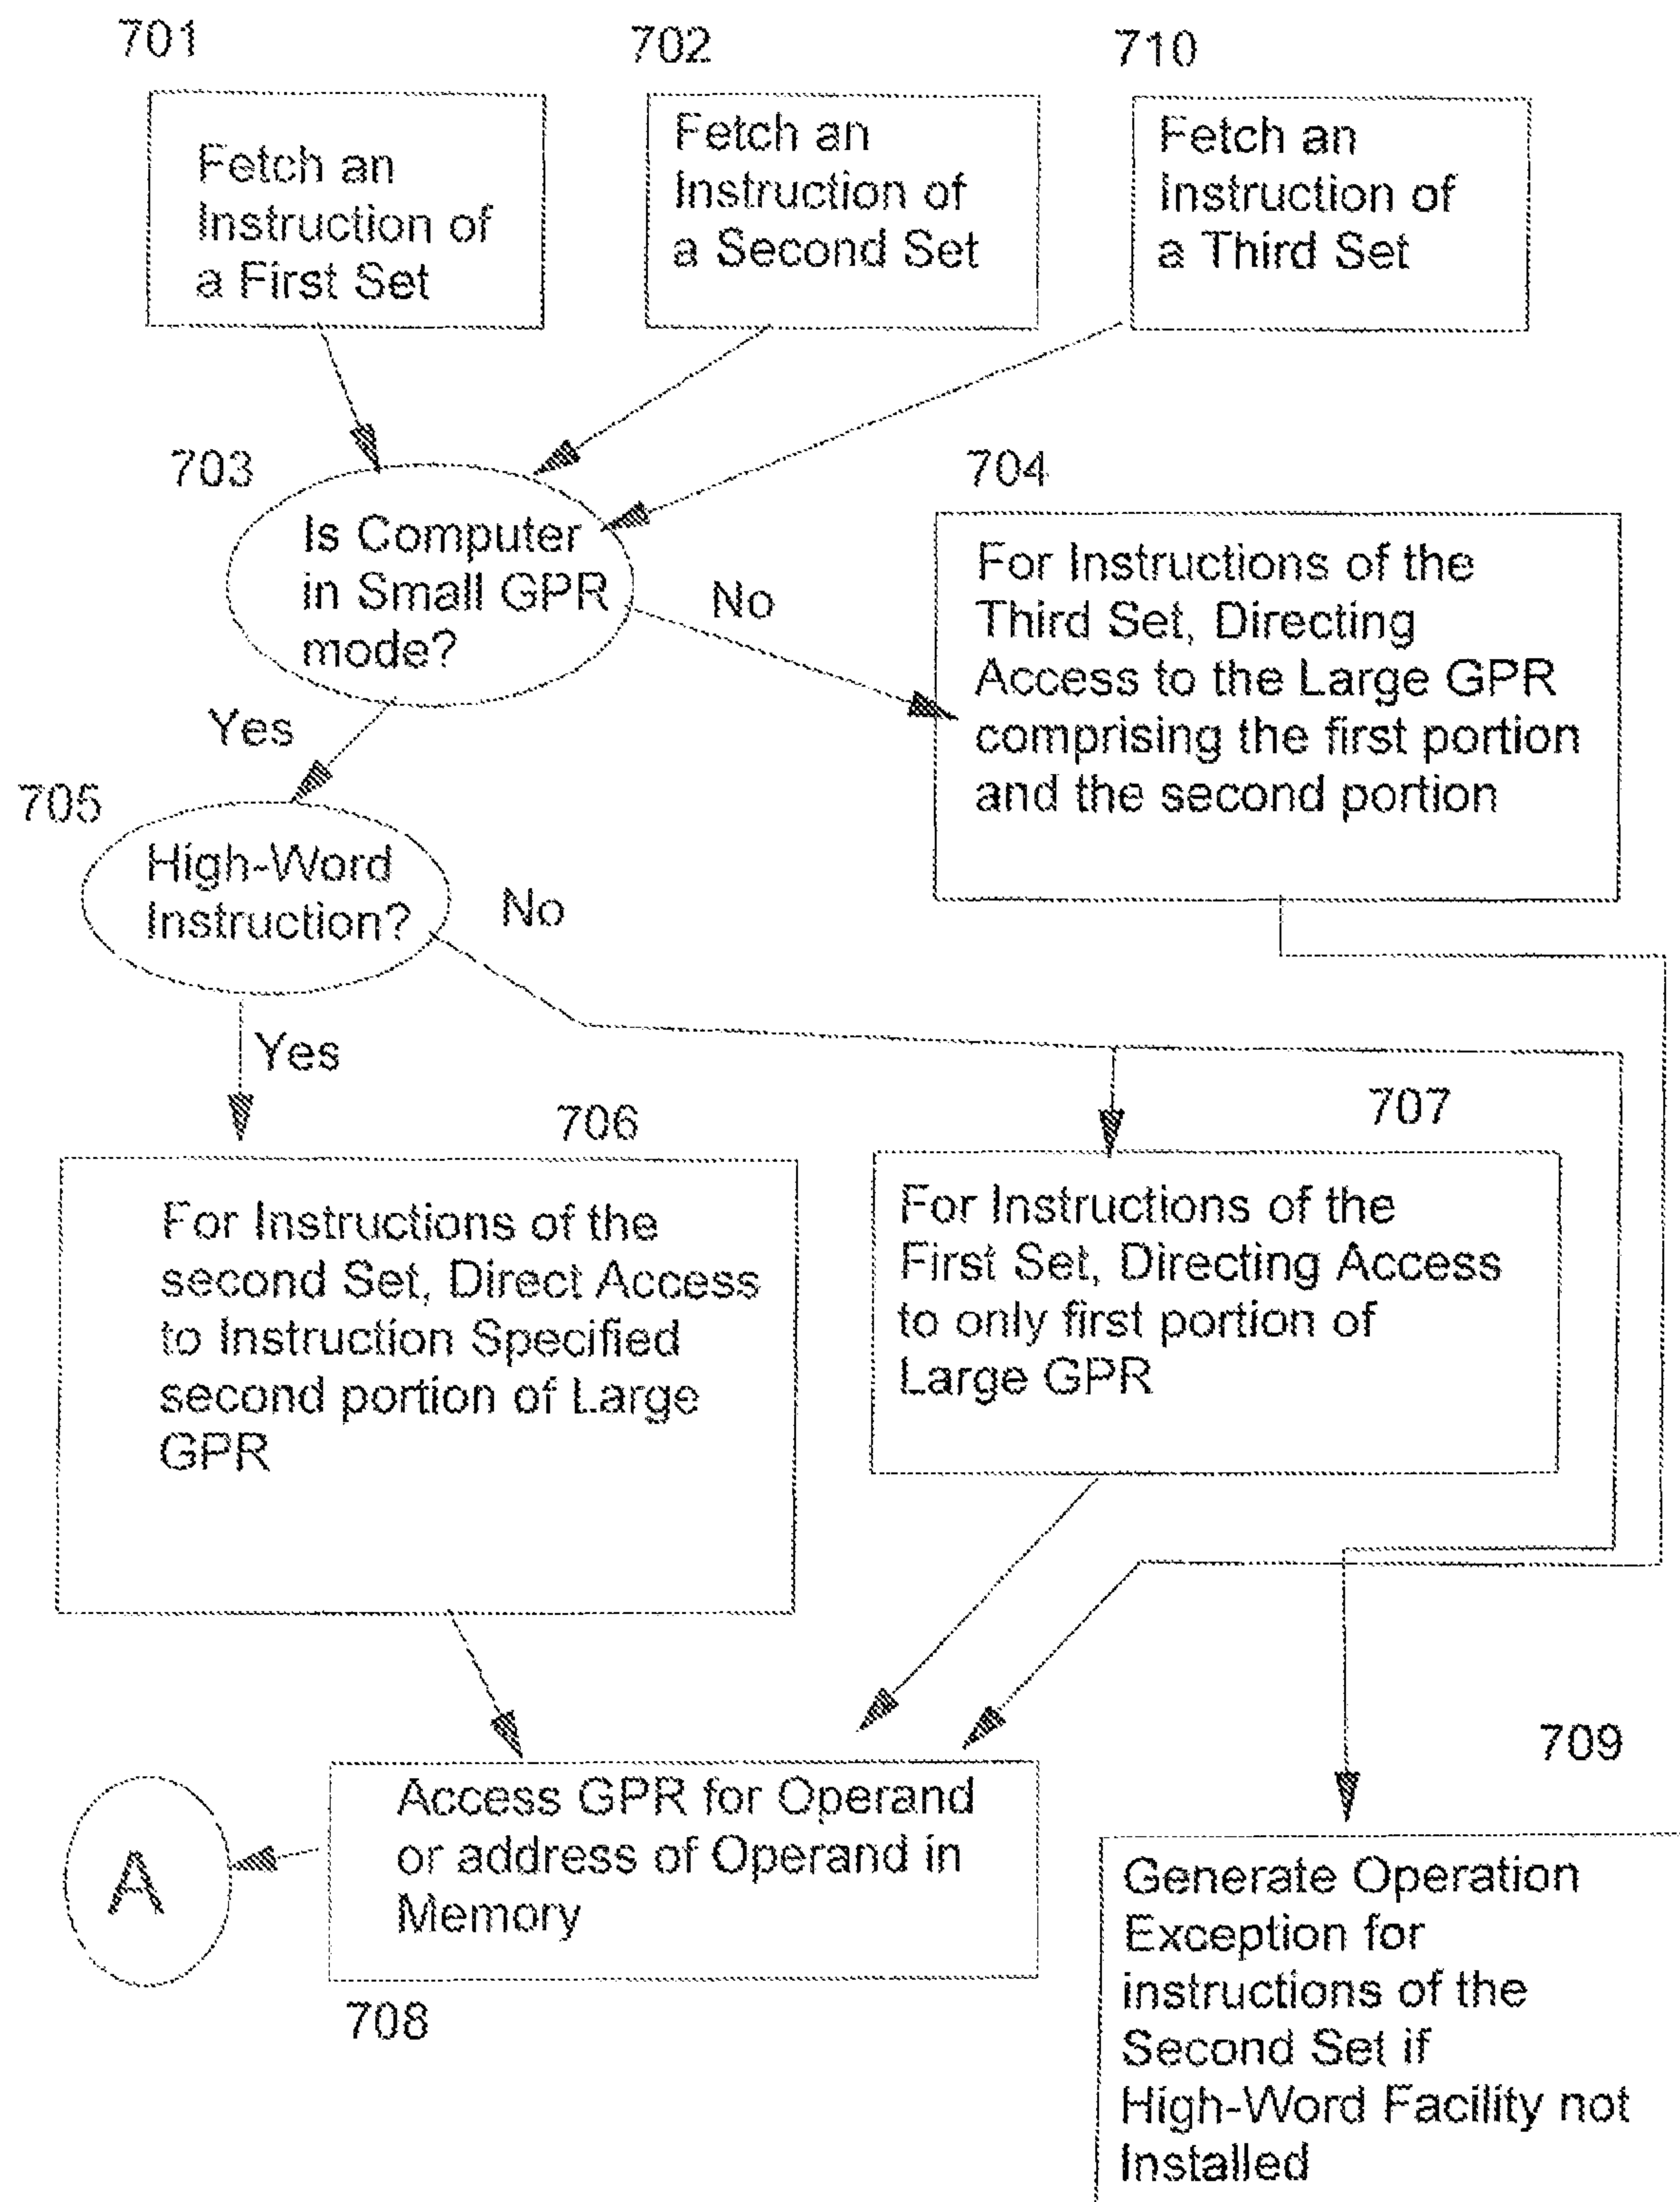 701
702
710
Fetch an
Instruction of
a First Set
Fetch an
Instruction of
a Second Set
Fetch an
Instruction of
a Third Set
703
Is Computer
in Small GPR
mode?
No
Yes
704
For Instructions of the
Third Set, Directing
Access to the Large GPR
comprising the first portion
and the second portion
705
High-Word
Instruction?
No
Yes
706
For Instructions of the
second Set, Direct Access
to Instruction Specified
second portion of Large
GPR
707
For Instructions of the
First Set, Directing Access
to only first portion of
Large GPR
A
Access GPR for Operand
or address of Operand in
Memory
708
709
Generate Operation
Exception for
instructions of the
Second Set if
High-Word Facility not
Installed